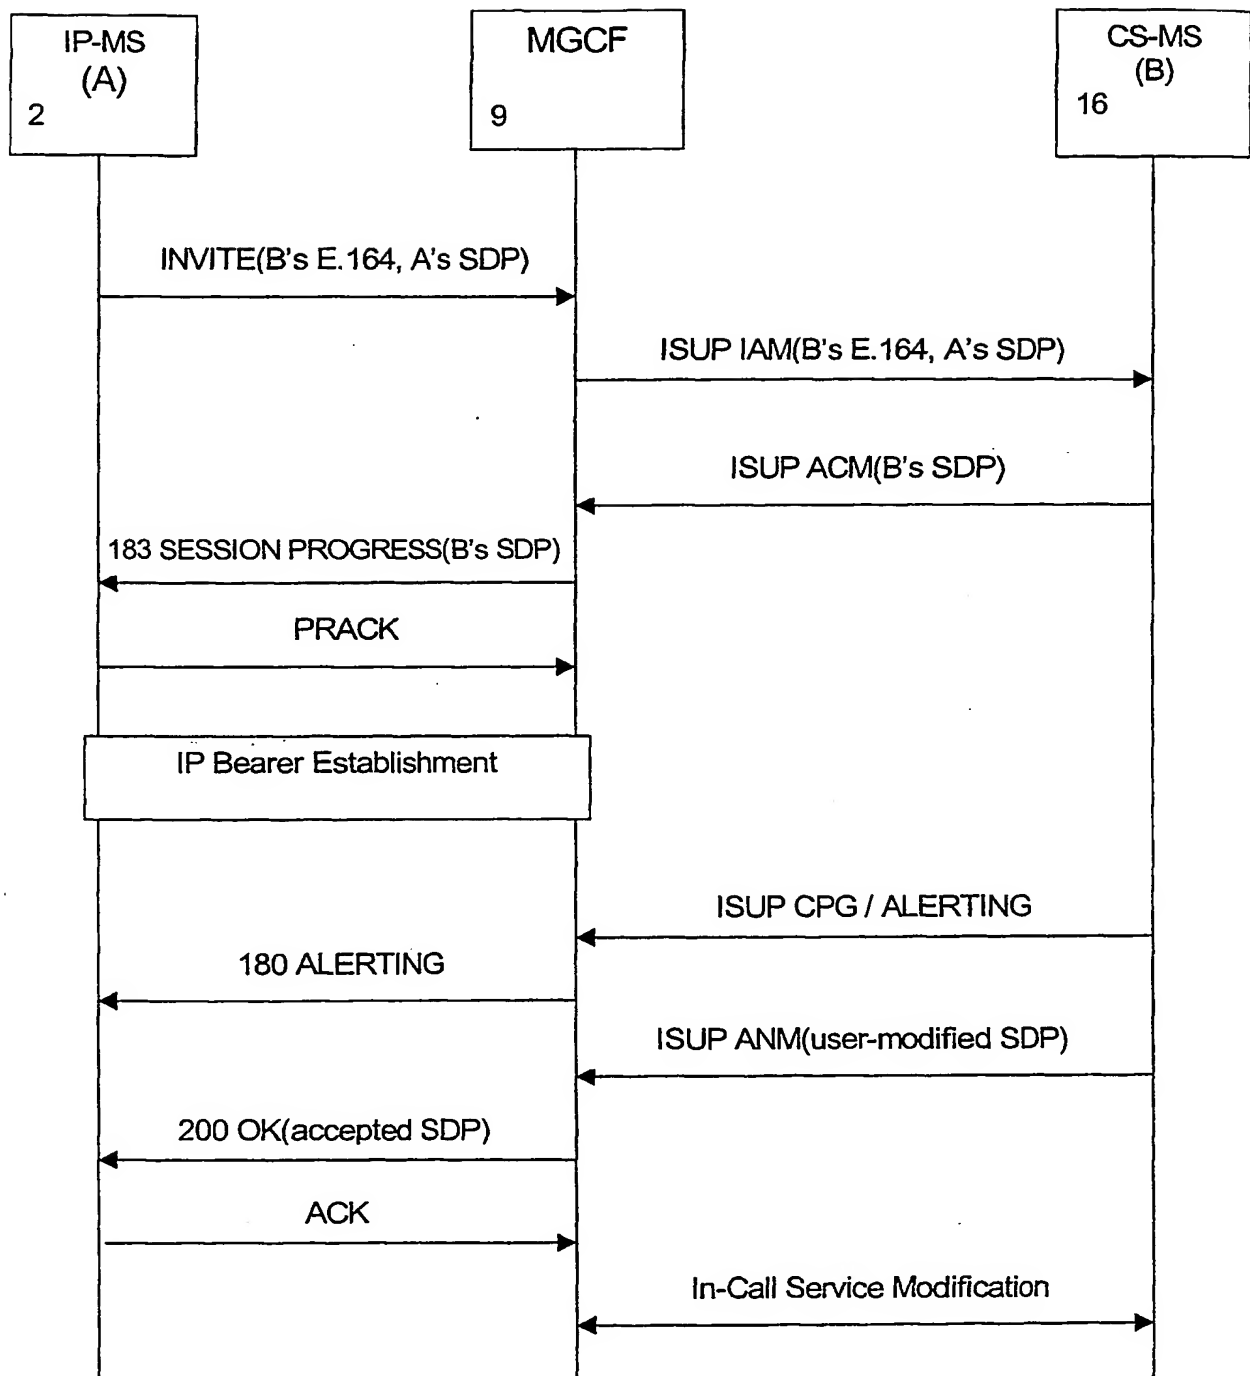 IP-MS
(A)
2
MGCF
9
CS-MS
(B)
16
INVITE(B's E.164, A's SDP)
ISUP IAM(B's E.164, A's SDP)
ISUP ACM(B's SDP)
183 SESSION PROGRESS(B's SDP)
PRACK
IP Bearer Establishment
ISUP CPG / ALERTING
180 ALERTING
ISUP ANM(user-modified SDP)
200 OK(accepted SDP)
ACK
In-Call Service Modification